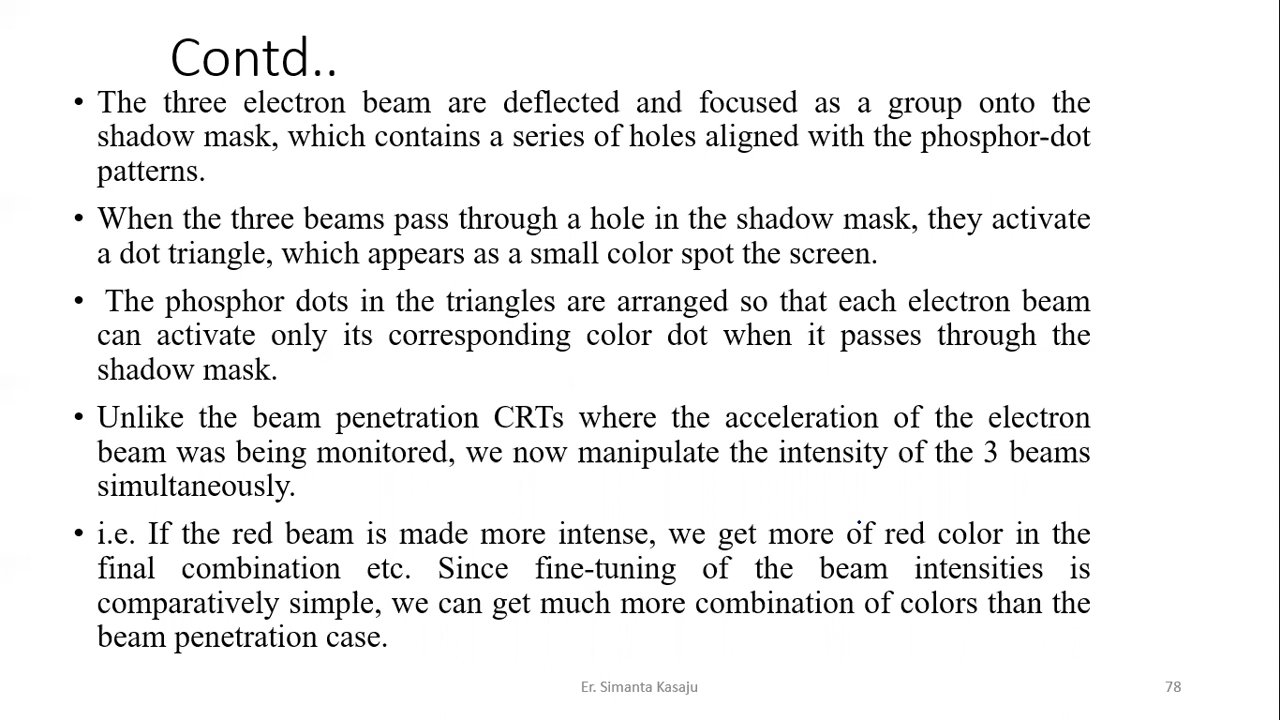 Contd..
• The three electron beam are deflected and focused as a group onto the
shadow mask, which contains a series of holes aligned with the phosphor-dot
patterns.
• When the three beams pass through a hole in the shadow mask, they activate
a dot triangle, which appears as a small color spot the screen.
• The phosphor dots in the triangles are arranged so that each electron beam
can activate only its corresponding color dot when it passes through the
shadow mask.
• Unlike the beam penetration CRTs where the acceleration of the electron
beam was being monitored, we now manipulate the intensity of the 3 beams
simultaneously.
• i.e. If the red beam is made more intense, we get more of red color in the
final combination etc. Since fine-tuning of the beam intensities is
comparatively simple, we can get much more combination of colors than the
beam penetration case.
Er. Simanta Kasaju
78